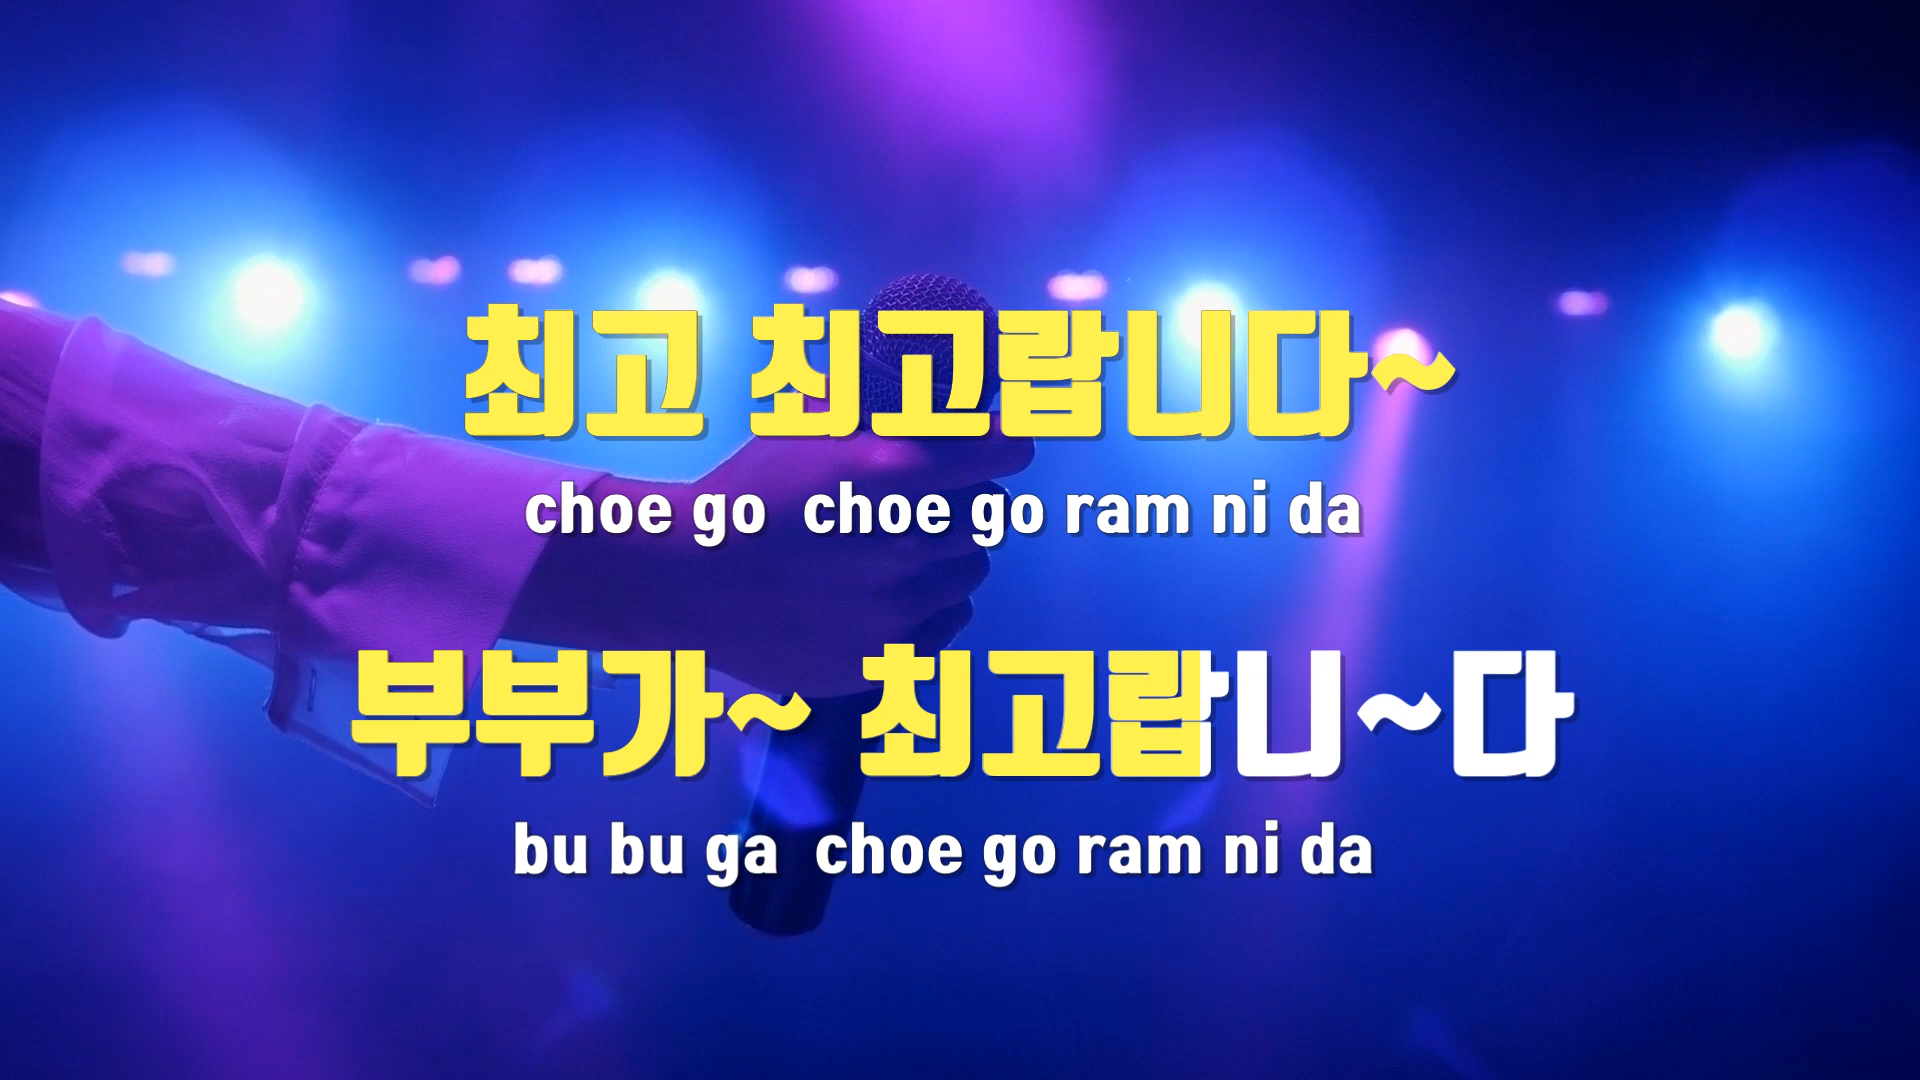 최고 최고랍니다~
choe go choe go ram ni da
부부가~ 최고랍니~다
bu bu ga choe go ram ni da